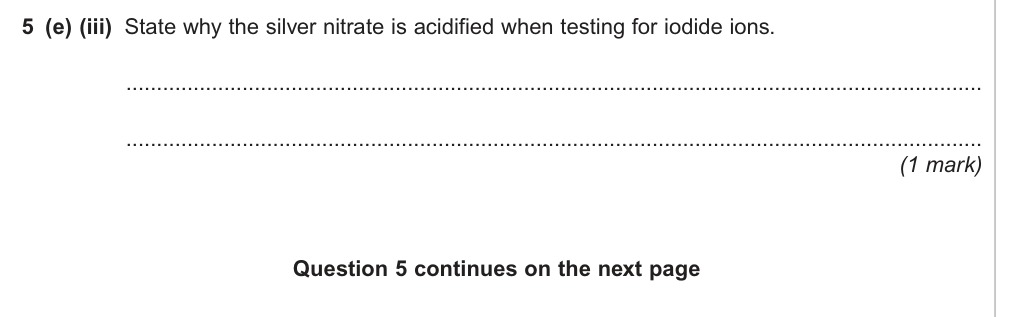 5 (e) (iii) State why the silver nitrate is acidified when testing for iodide ions.
....................................................................................................................................................
....................................................................................................................................................
(1 mark)
Question 5 continues on the next page